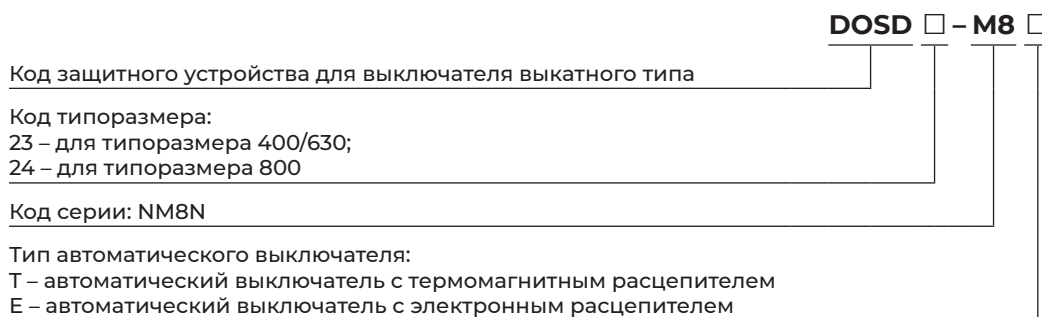 DOSD □ – M8 □
Код защитного устройства для выключателя выкатного типа
Код типоразмера:
23 – для типоразмера 400/630;
24 – для типоразмера 800
Код серии: NM8N
Тип автоматического выключателя:
T – автоматический выключатель с термомагнитным расцепителем
E – автоматический выключатель с электронным расцепителем